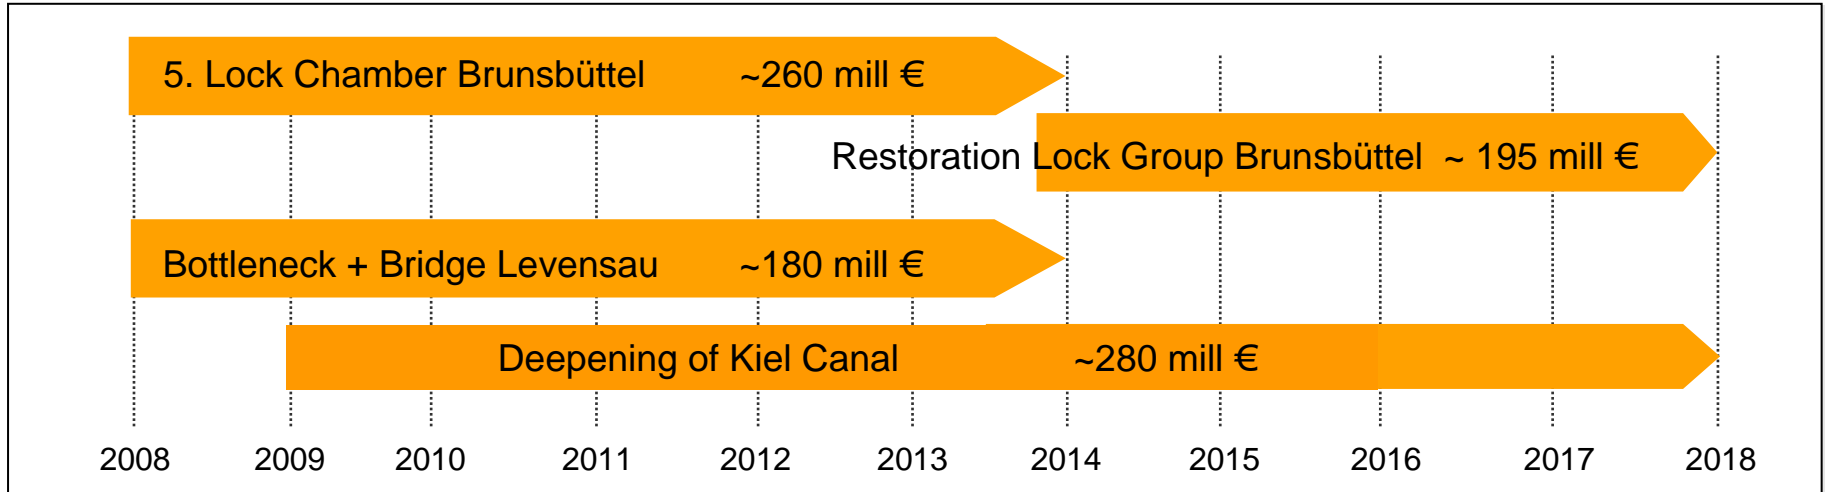 5. Lock Chamber Brunsbüttel ~260 mill €
Restoration Lock Group Brunsbüttel ~ 195 mill €
Bottleneck + Bridge Levensau ~180 mill €
Deepening of Kiel Canal ~280 mill €
2008 2009 2010 2011 2012 2013 2014 2015 2016 2017 2018